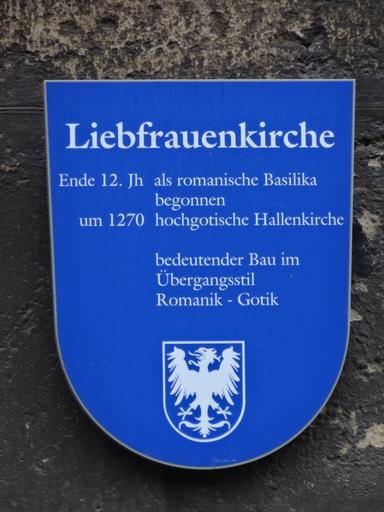 Liebfrauenkirche
Ende 12. Jh als romanische Basilika
begonnen
um 1270 hochgotische Hallenkirche
bedeutender Bau im
Übergangsstil
Romanik - Gotik